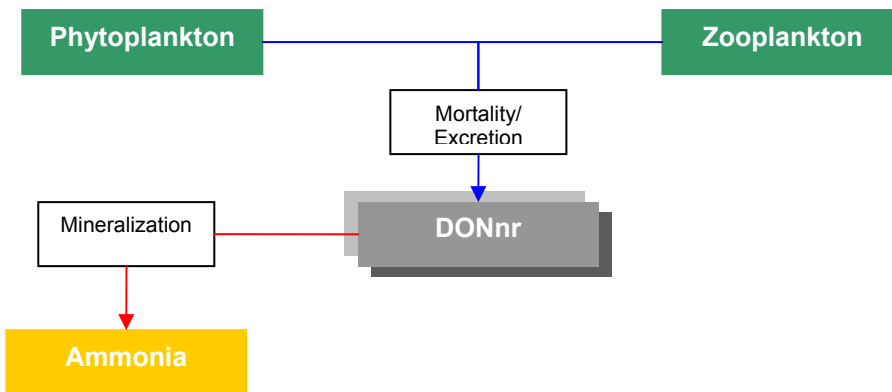 Phytoplankton
Zooplankton
Mortality/
Excretion
Mineralization
DONnr
Ammonia